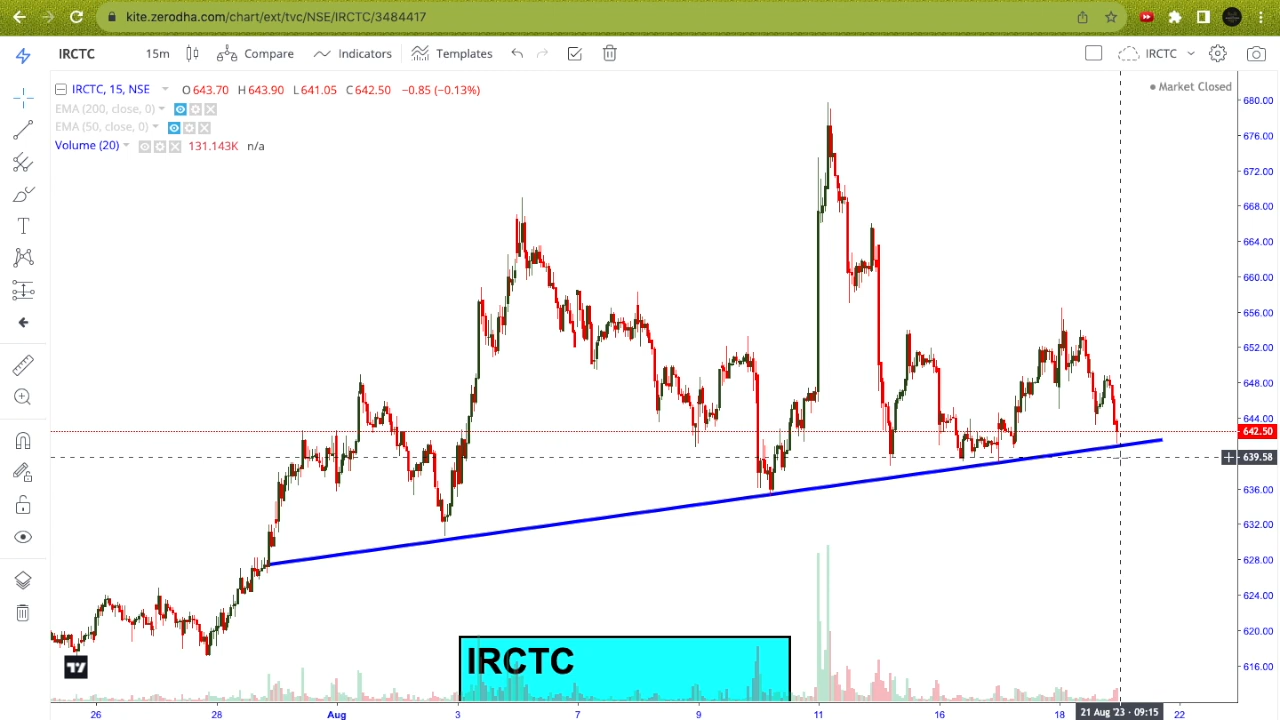 kite.zerodha.com/chart/ext/tvc/NSE/IRCTC/3484417
IRCTC 15m Compare Indicators Templates IRCTC
IRCTC, 15, NSE O 643.70 H 643.90 L 641.05 C 642.50 −0.85 (−0.13%) Market Closed
EMA (200, close, 0)
EMA (50, close, 0)
Volume (20) 131.143K n/a
680.00
676.00
672.00
668.00
664.00
660.00
656.00
652.00
648.00
644.00
642.50
639.58
636.00
632.00
628.00
624.00
620.00
616.00
IRCTC
26 28 Aug 3 7 9 11 16 18 21 Aug '23 · 09:15 22